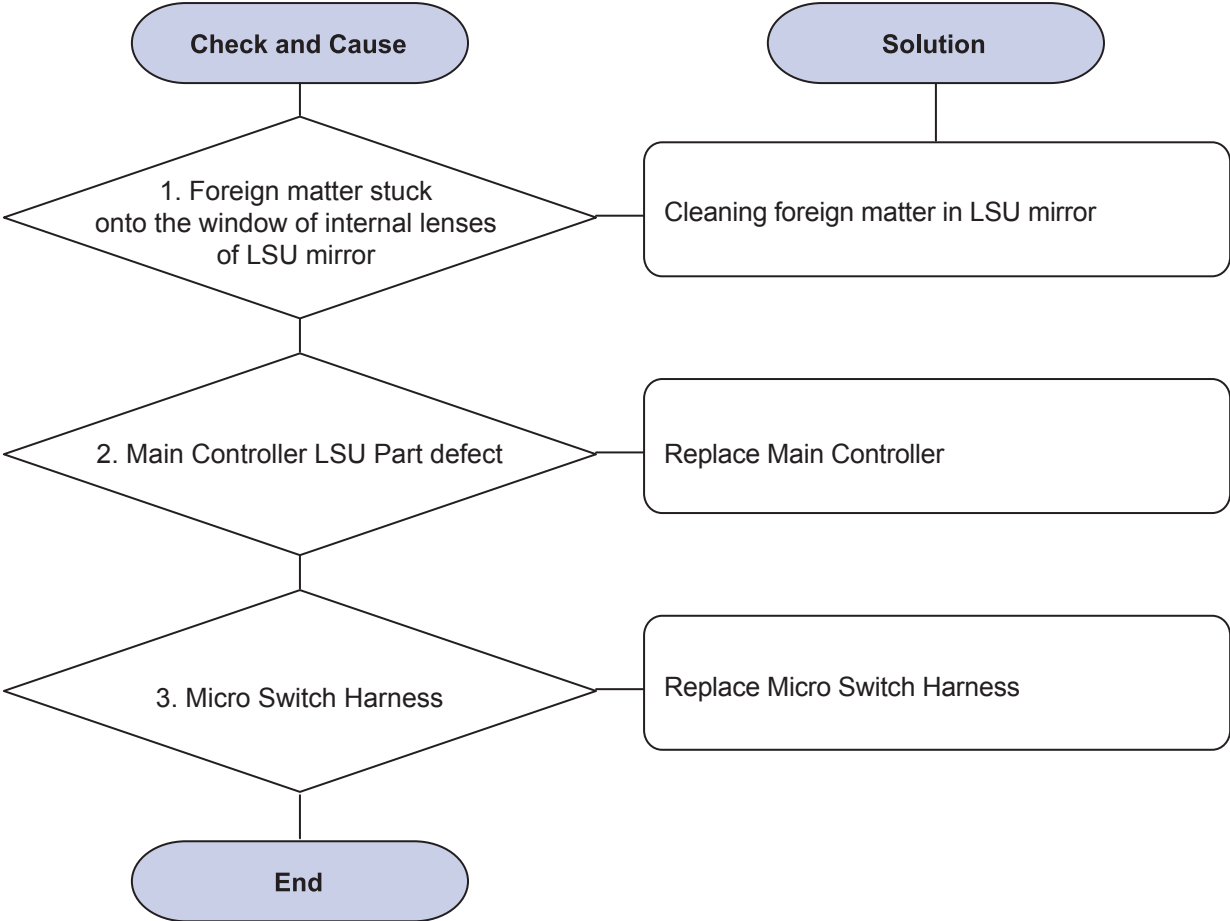 Check and Cause
Solution
1. Foreign matter stuck
onto the window of internal lenses
of LSU mirror
Cleaning foreign matter in LSU mirror
2. Main Controller LSU Part defect
Replace Main Controller
3. Micro Switch Harness
Replace Micro Switch Harness
End